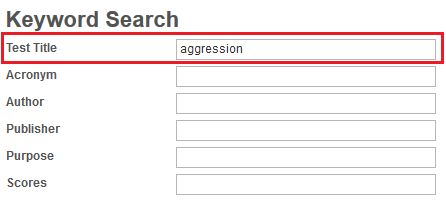 Keyword Search
Test Title aggression
Acronym
Author
Publisher
Purpose
Scores